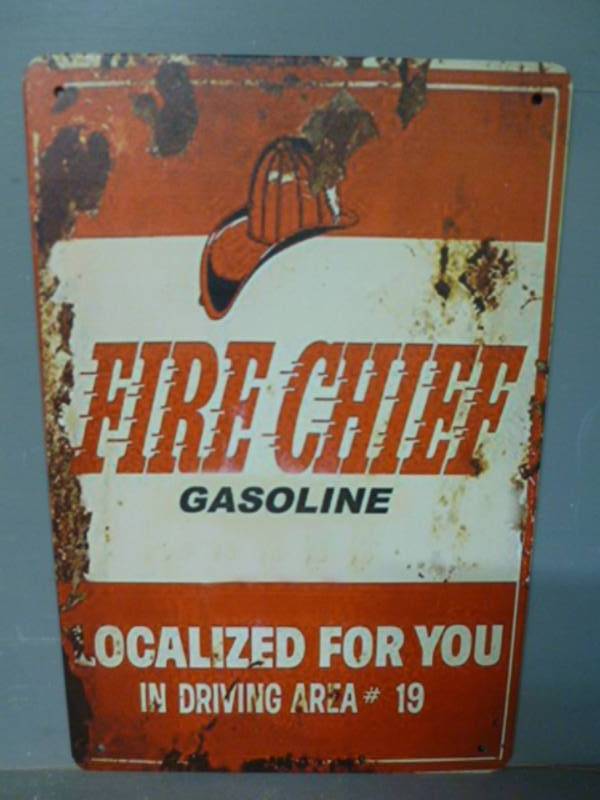 FIRE CHIEF
GASOLINE
LOCALIZED FOR YOU
IN DRIVING AREA # 19